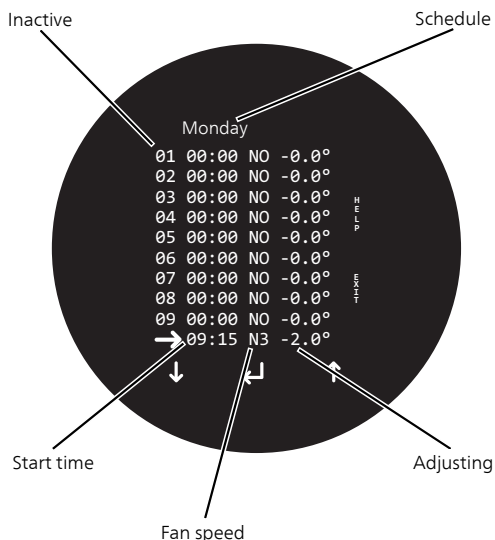 Inactive
Schedule
Monday
01 00:00 NO -0.0°
02 00:00 NO -0.0°
03 00:00 NO -0.0°
04 00:00 NO -0.0°
05 00:00 NO -0.0°
06 00:00 NO -0.0°
07 00:00 NO -0.0°
08 00:00 NO -0.0°
09 00:00 NO -0.0°
09:15 N3 -2.0°
HELP
EXIT
Start time
Adjusting
Fan speed